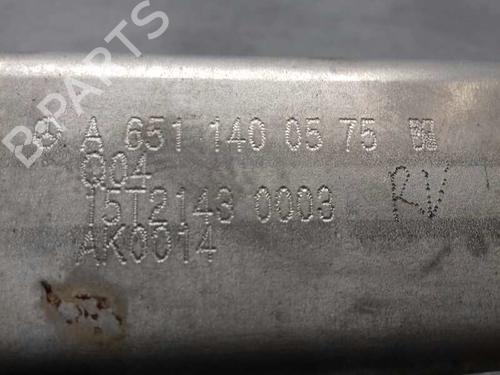 B-PARTS
A 651 140 05 75
Q04
15T2143 0003
RV
AK0014